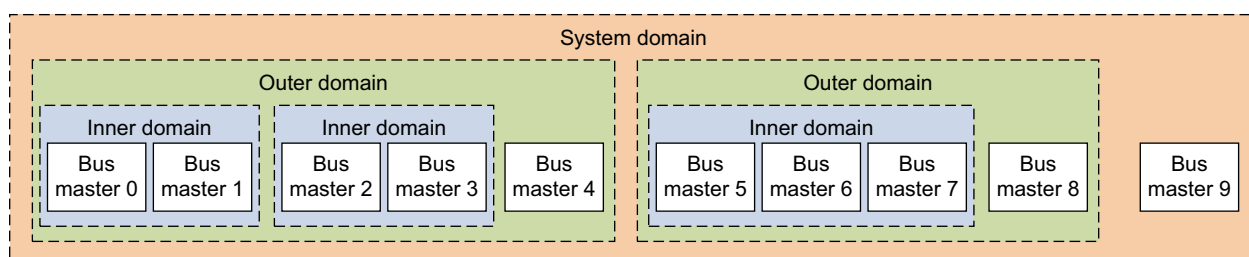 System domain
Outer domain
Outer domain
Inner domain
Inner domain
Inner domain
Bus
master 0
Bus
master 1
Bus
master 2
Bus
master 3
Bus
master 4
Bus
master 5
Bus
master 6
Bus
master 7
Bus
master 8
Bus
master 9